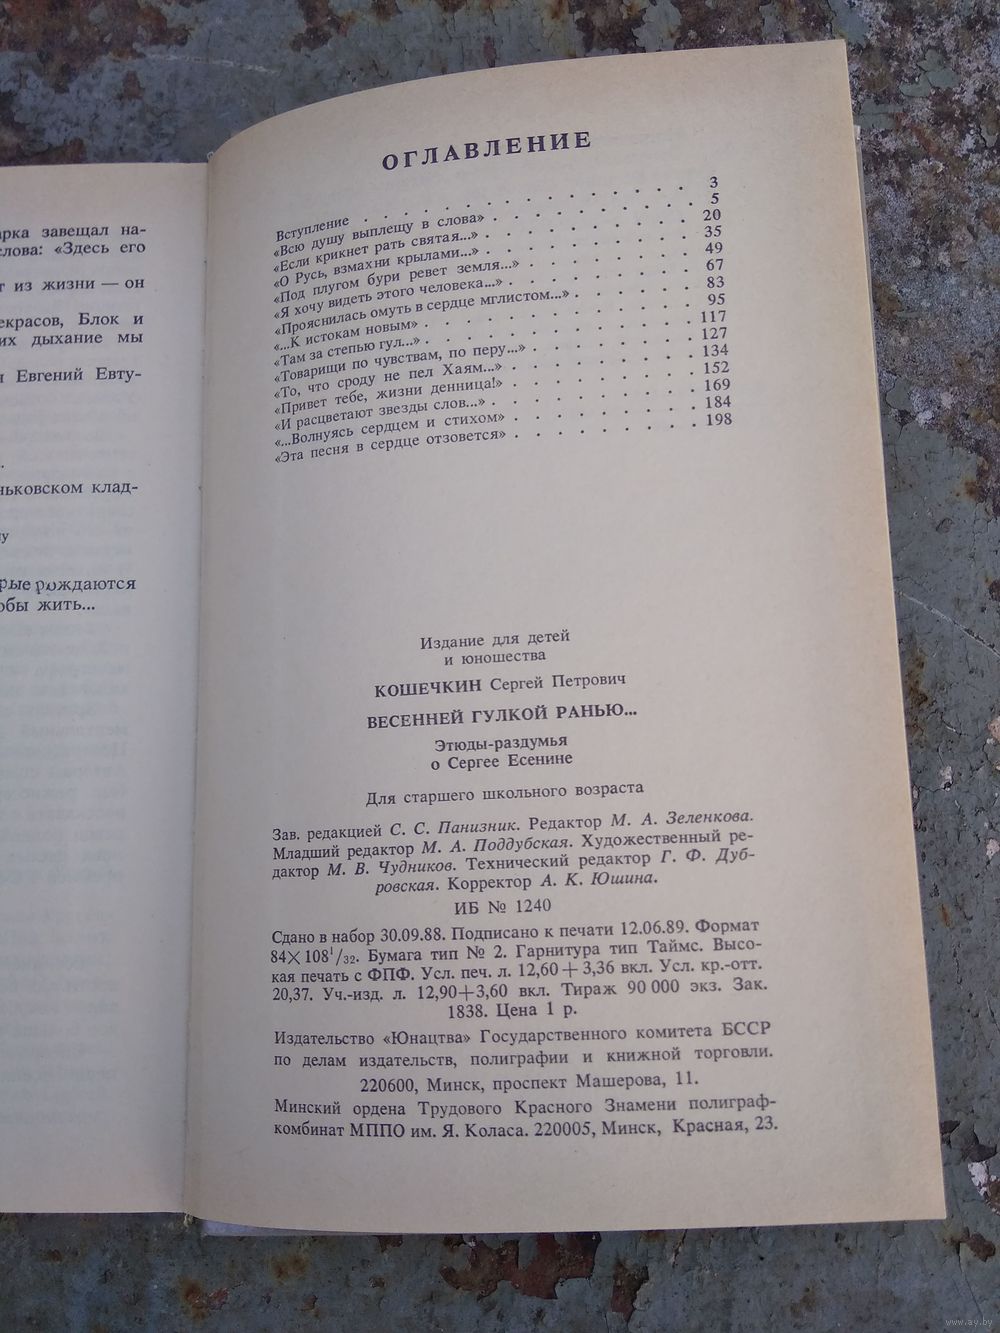 арка завещал на-
слова: «Здесь его
из жизни — он
екрасов, Блок и
их дыхание мы
Евгений Евту-
ньковском клад-
рые рождаются
обы жить...
ОГЛАВЛЕНИЕ
Вступление . . . . . . . . . . . . . . . 3
«Всю душу выплещу в слова» . . . . . . . . . 5
«Если крикнет рать святая...» . . . . . . . . . 20
«О Русь, взмахни крылами...» . . . . . . . . . 35
«Под плугом бури ревет земля...» . . . . . . . . 49
«Я хочу видеть этого человека...» . . . . . . . . 67
«Прояснилась омуть в сердце мглистом...» . . . . . . 83
«...К истокам новым» . . . . . . . . . . . 95
«Там за степью гул...» . . . . . . . . . . . 117
«Товарищи по чувствам, по перу...» . . . . . . . 127
«То, что сроду не пел Хаям...» . . . . . . . . 134
«Привет тебе, жизни денница!» . . . . . . . . 152
«И расцветают звезды слов...» . . . . . . . . 169
«...Волнуясь сердцем и стихом» . . . . . . . . 184
«Эта песня в сердце отзовется» . . . . . . . . 198
Издание для детей
и юношества
КОШЕЧКИН Сергей Петрович
ВЕСЕННЕЙ ГУЛКОЙ РАНЬЮ...
Этюды-раздумья
о Сергее Есенине
Для старшего школьного возраста
Зав. редакцией С. С. Панизник. Редактор М. А. Зеленкова.
Младший редактор М. А. Поддубская. Художественный ре-
дактор М. В. Чудников. Технический редактор Г. Ф. Дуб-
ровская. Корректор А. К. Юшина.
ИБ № 1240
Сдано в набор 30.09.88. Подписано к печати 12.06.89. Формат
84×108¹/₃₂. Бумага тип № 2. Гарнитура тип Таймс. Высо-
кая печать с ФПФ. Усл. печ. л. 12,60 + 3,36 вкл. Усл. кр.-отт.
20,37. Уч.-изд. л. 12,90+3,60 вкл. Тираж 90 000 экз. Зак.
1838. Цена 1 р.
Издательство «Юнацтва» Государственного комитета БССР
по делам издательств, полиграфии и книжной торговли.
220600, Минск, проспект Машерова, 11.
Минский ордена Трудового Красного Знамени полиграф-
комбинат МППО им. Я. Коласа. 220005, Минск, Красная, 23.
www.ay.by